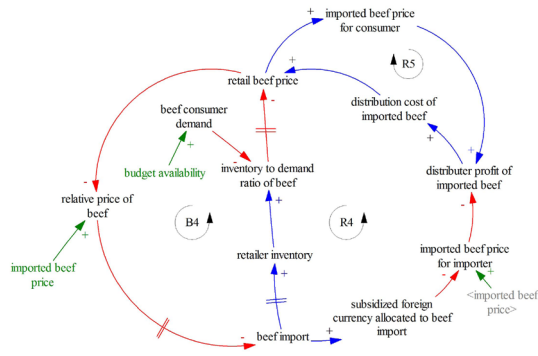 imported beef price
for consumer
+
+
R5
retail beef price
+
-
-
distribution cost of
imported beef
beef consumer
demand
+
+
+
budget availability
-
inventory to demand
ratio of beef
distributer profit of
imported beef
-
relative price of
beef
+
-
B4
R4
+
imported beef
price
retailer inventory
imported beef price
for importer
+
-
+
<imported beef
price>
subsidized foreign
currency allocated to beef
import
-
beef import
+